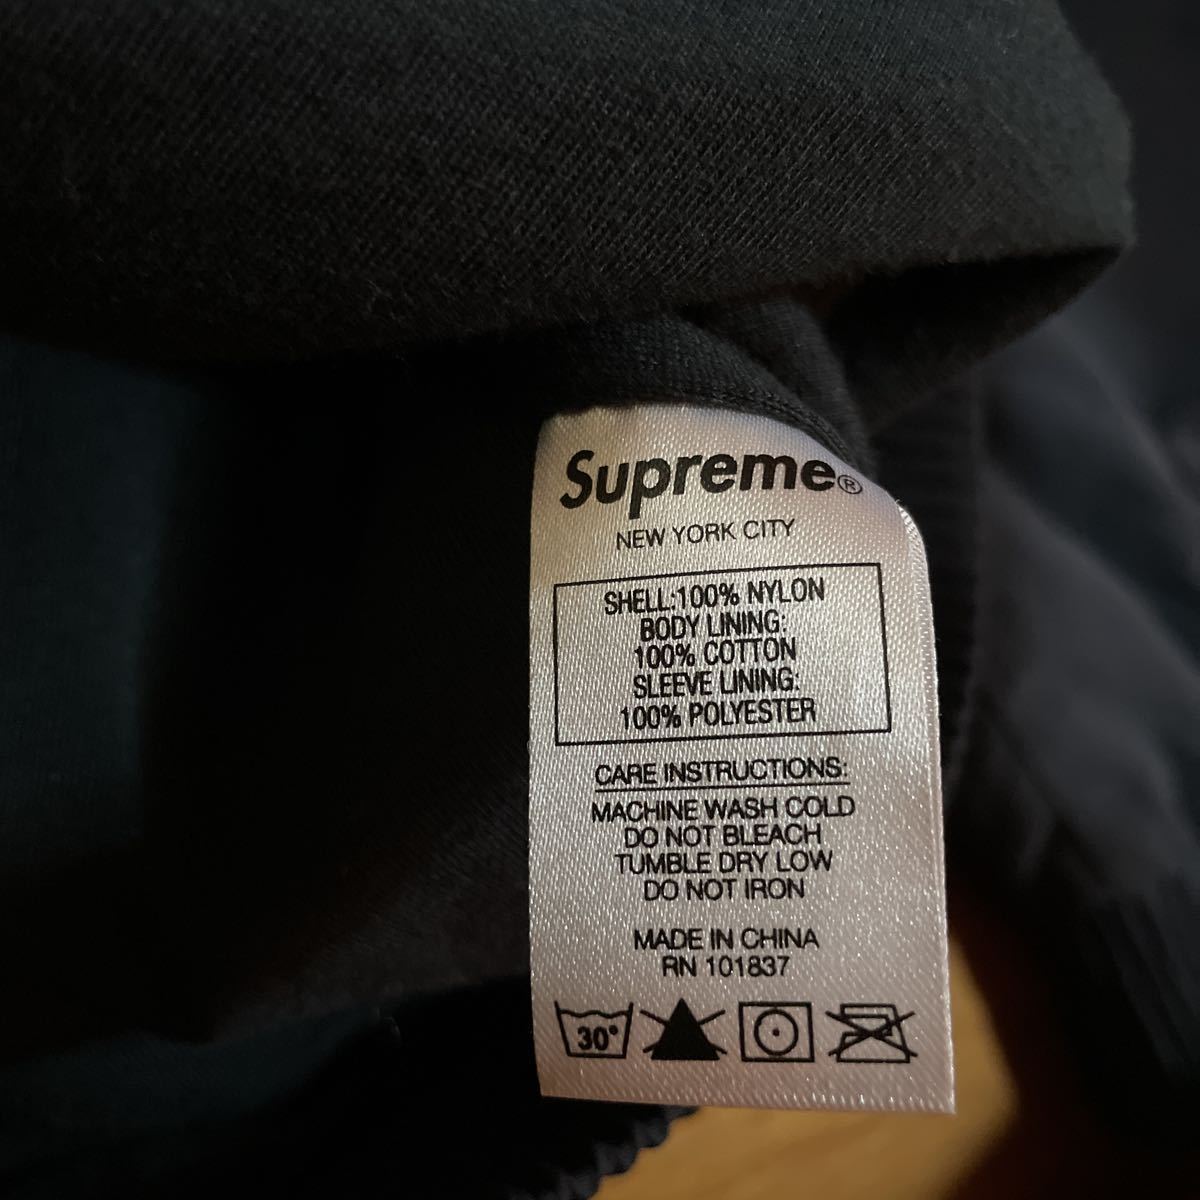 Supreme®
NEW YORK CITY
SHELL:100% NYLON
BODY LINING:
100% COTTON
SLEEVE LINING:
100% POLYESTER
CARE INSTRUCTIONS:
MACHINE WASH COLD
DO NOT BLEACH
TUMBLE DRY LOW
DO NOT IRON
MADE IN CHINA
RN 101837
30°